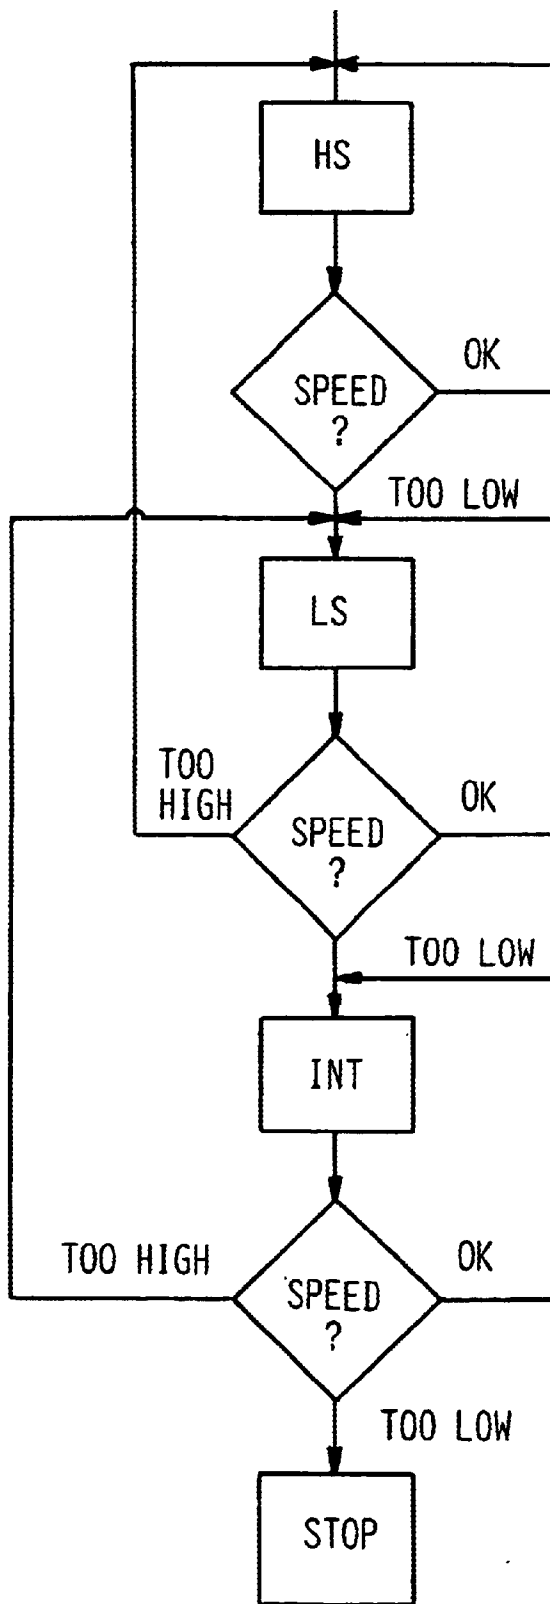 HS
OK
SPEED
?
TOO LOW
LS
TOO
HIGH
OK
SPEED
?
TOO LOW
INT
TOO HIGH
OK
SPEED
?
TOO LOW
STOP